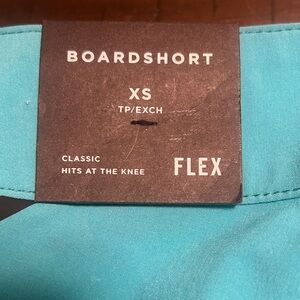 BOARDSHORT
XS
TP/EXCH
CLASSIC
HITS AT THE KNEE
FLEX